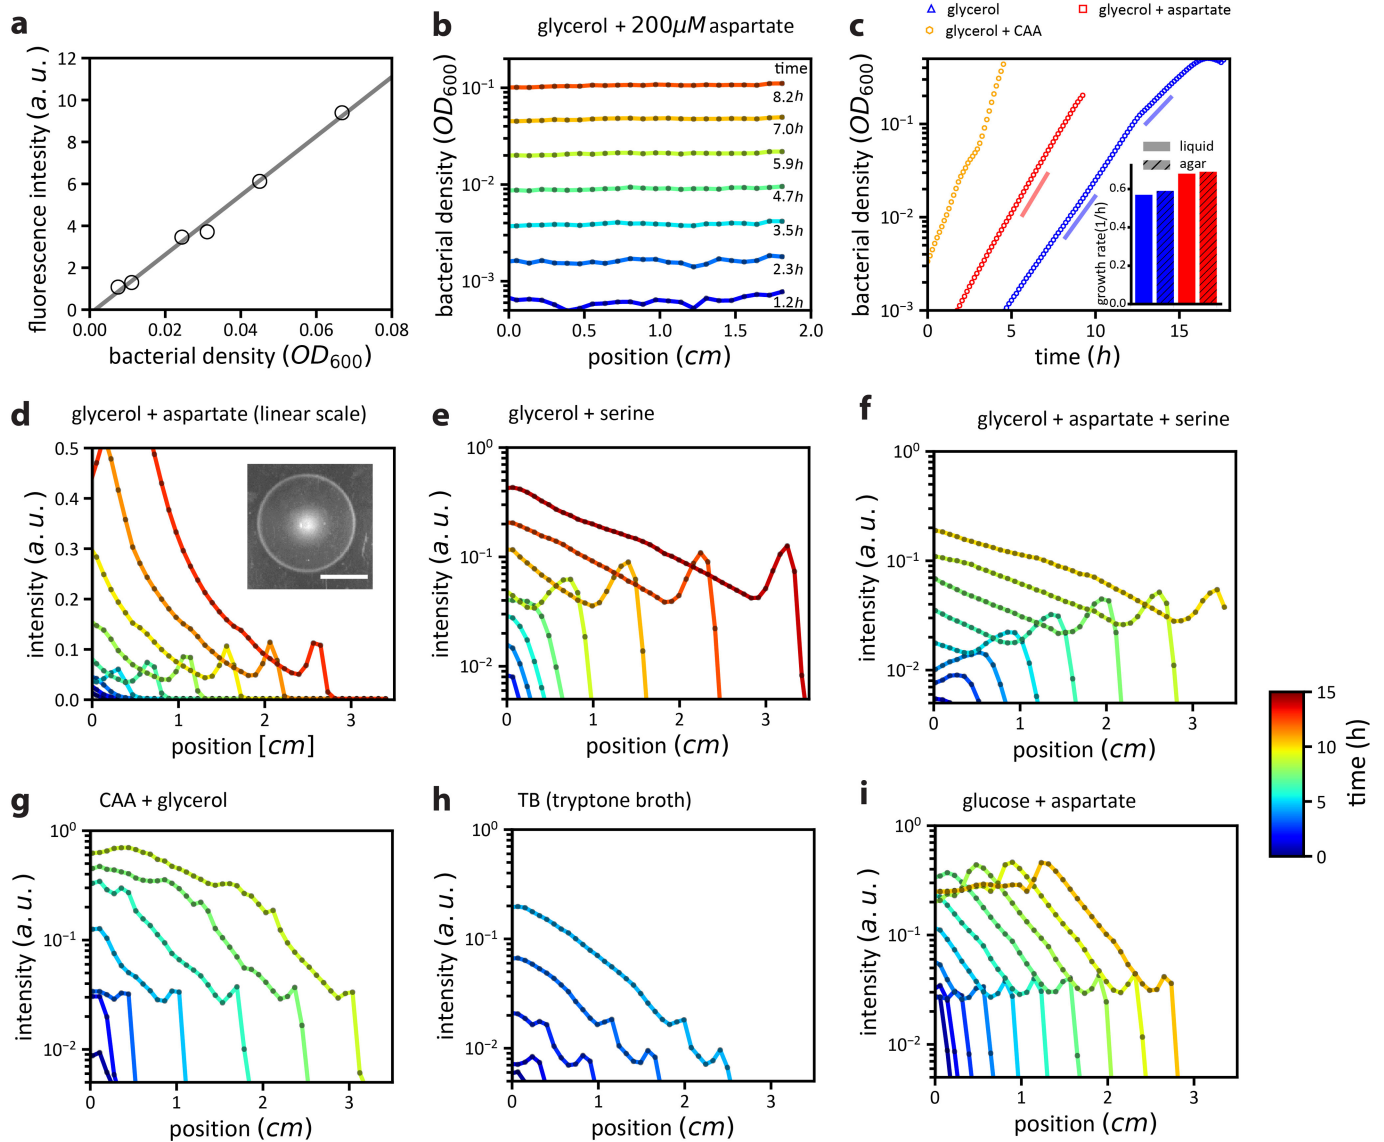 a
fluorescence intesity (a. u.)
12
10
8
6
4
2
0
0.00 0.02 0.04 0.06 0.08
bacterial density (OD600)
b
glycerol + 200μM aspartate
bacterial density (OD600)
10⁻¹
10⁻²
10⁻³
time
8.2h
7.0h
5.9h
4.7h
3.5h
2.3h
1.2h
0.0 0.5 1.0 1.5 2.0
position (cm)
c
glycerol
glyecrol + aspartate
glycerol + CAA
bacterial density (OD600)
10⁻¹
10⁻²
10⁻³
liquid
agar
growth rate(1/h)
0.6
0.4
0.2
0.0
0 5 10 15
time (h)
d
glycerol + aspartate (linear scale)
intensity (a. u.)
0.5
0.4
0.3
0.2
0.1
0.0
0 1 2 3
position [cm]
e
glycerol + serine
intensity (a. u.)
10⁰
10⁻¹
10⁻²
0 1 2 3
position (cm)
f
glycerol + aspartate + serine
intensity (a. u.)
10⁰
10⁻¹
10⁻²
0 1 2 3
position (cm)
15
10
5
0
time (h)
g
CAA + glycerol
intensity (a. u.)
10⁰
10⁻¹
10⁻²
0 1 2 3
position (cm)
h
TB (tryptone broth)
intensity (a. u.)
10⁰
10⁻¹
10⁻²
0 1 2 3
position (cm)
i
glucose + aspartate
intensity (a. u.)
10⁰
10⁻¹
10⁻²
0 1 2 3
position (cm)